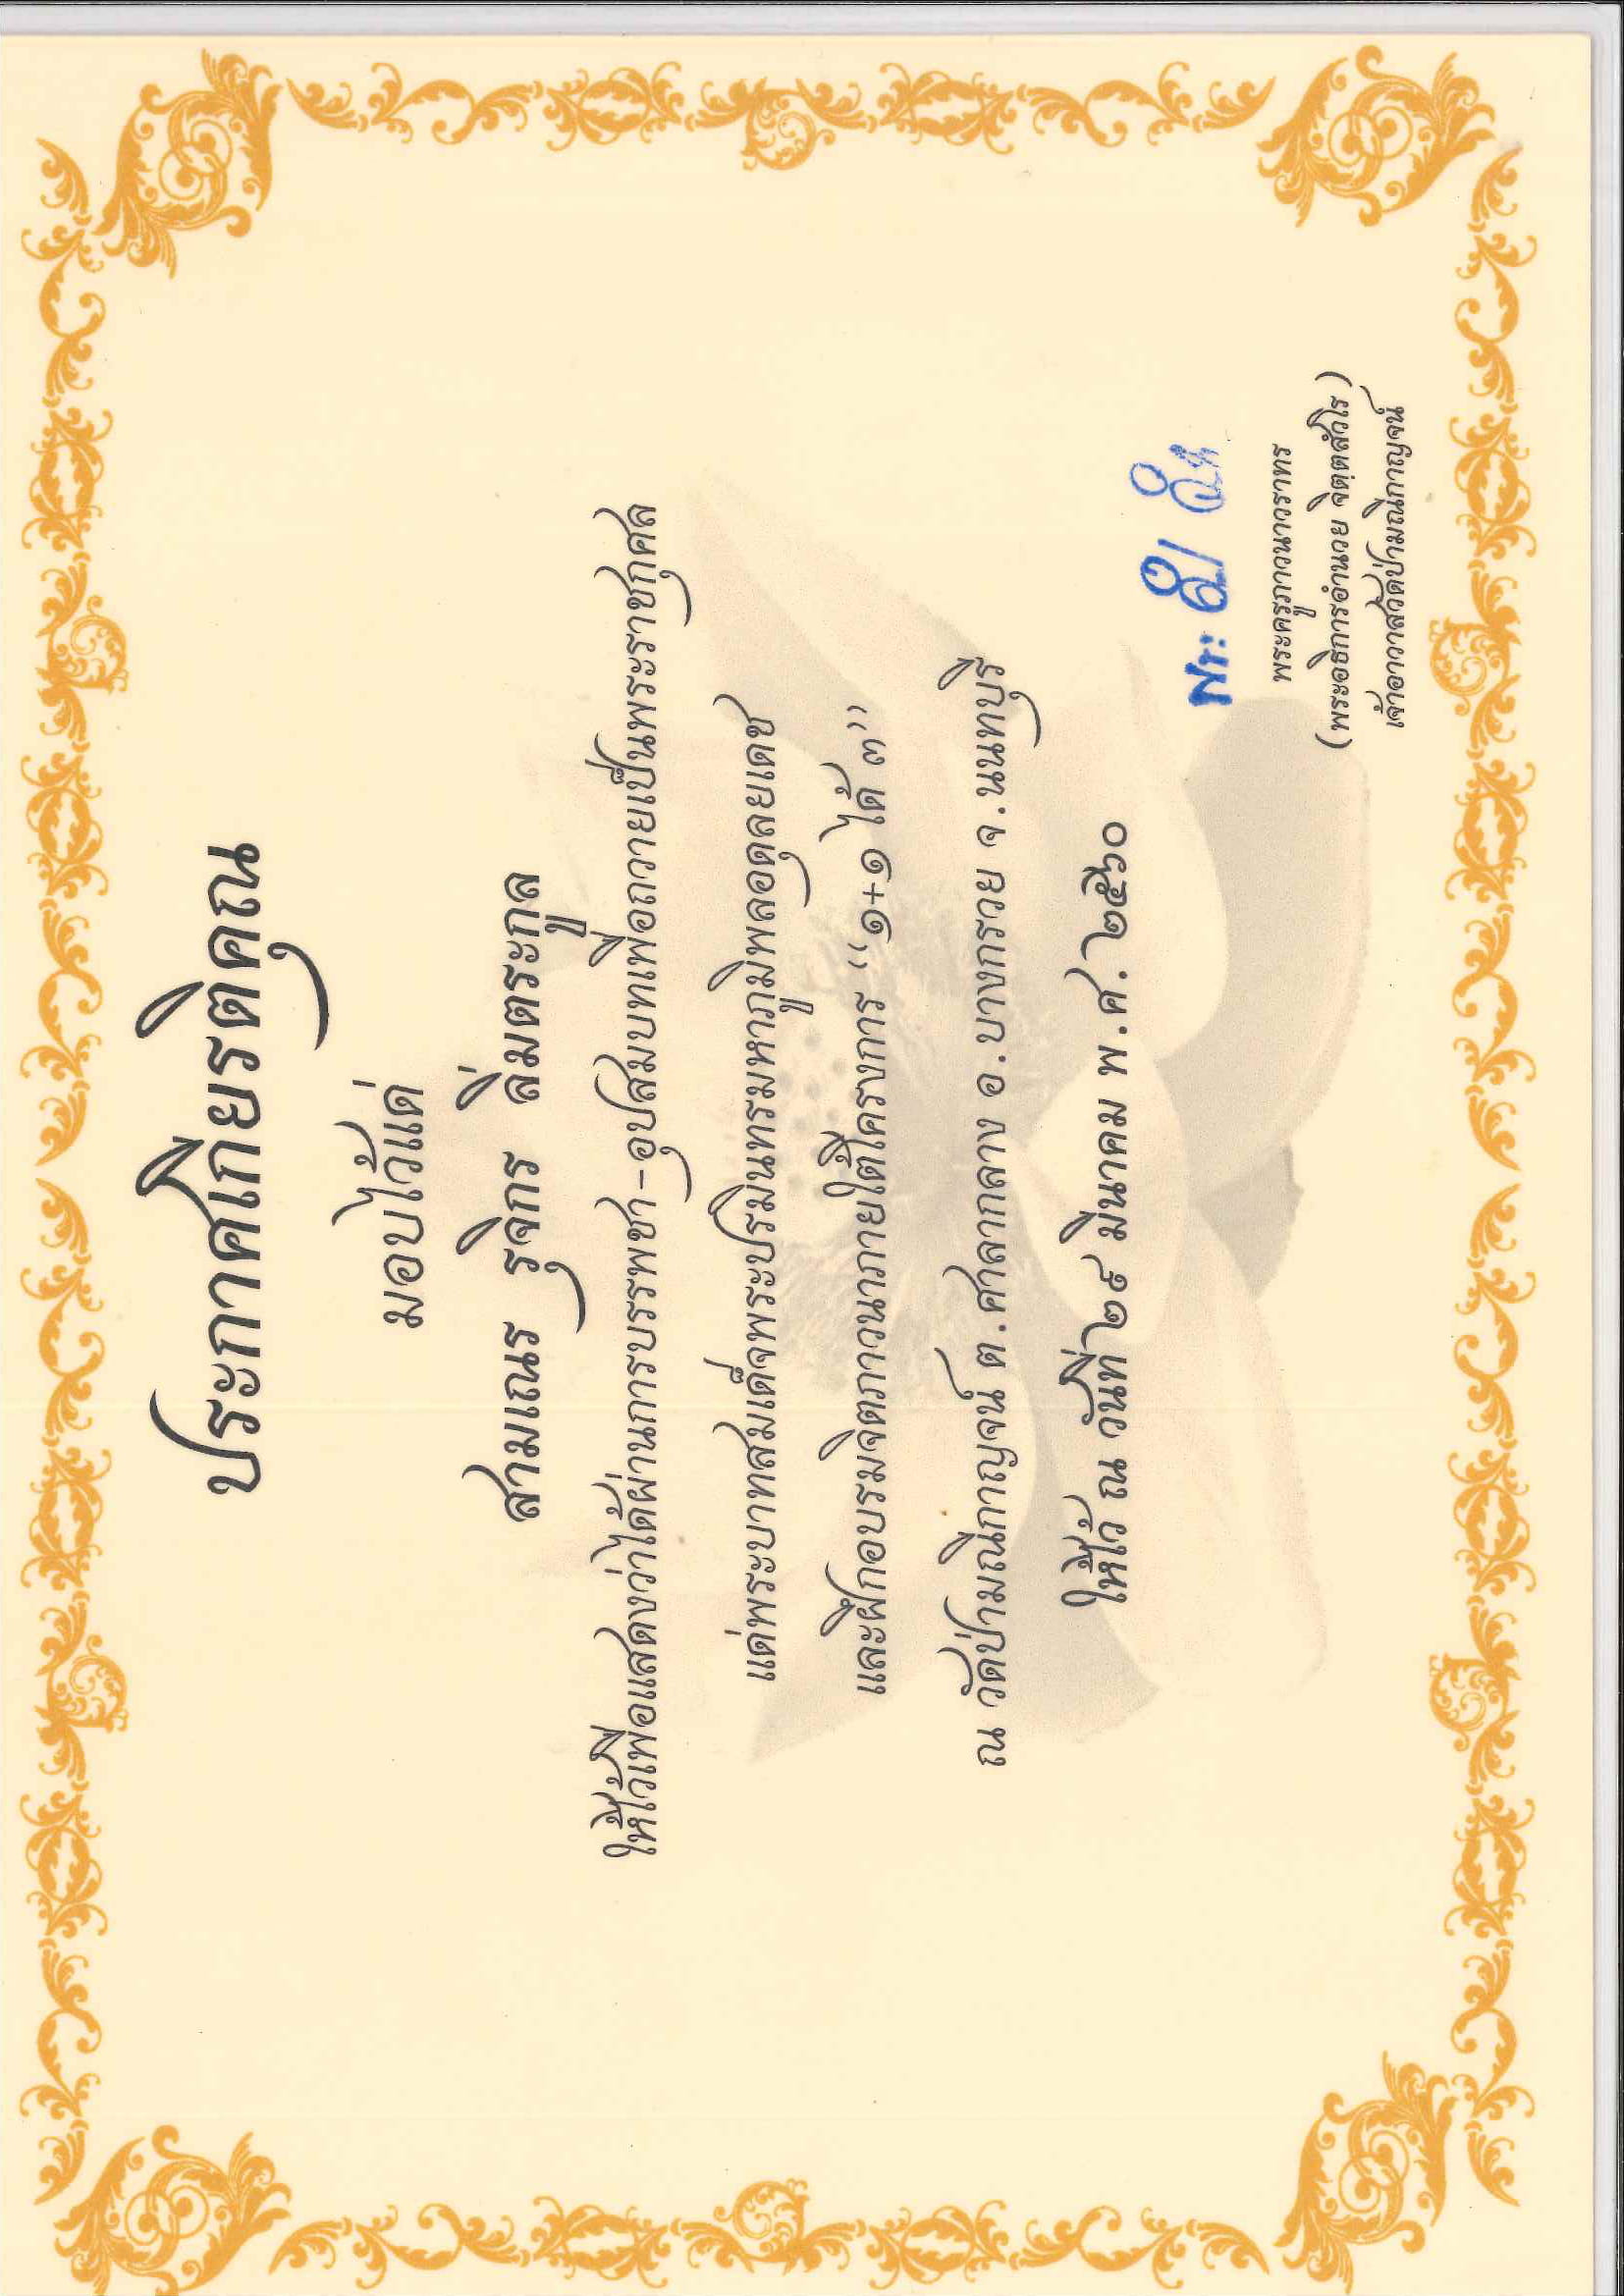 ประกาศเกียรติคุณ
มอบไว้แด่
สามเณร รุจิกร ลิ่มตระกูล
ให้ไว้เพื่อแสดงว่าได้ผ่านการบรรพชา-อุปสมบทเพื่อถวายเป็นพระราชกุศล
แด่พระบาทสมเด็จพระปรมินทรมหาภูมิพลอดุลยเดช
และฝึกอบรมจิตภาวนาภายใต้โครงการ “๑+๑ ได้ ๓”
ณ วัดป่ามณีกาญจน์ ต.ศาลากลาง อ.บางกรวย จ.นนทบุรี
ให้ไว้ ณ วันที่ ๒๙ มีนาคม พ.ศ. ๒๕๖๐
พระครูภาวนาวราทร
(พระอธิการอำนวย จิตฺตสํวโร )
เจ้าอาวาสวัดป่ามณีกาญจน์